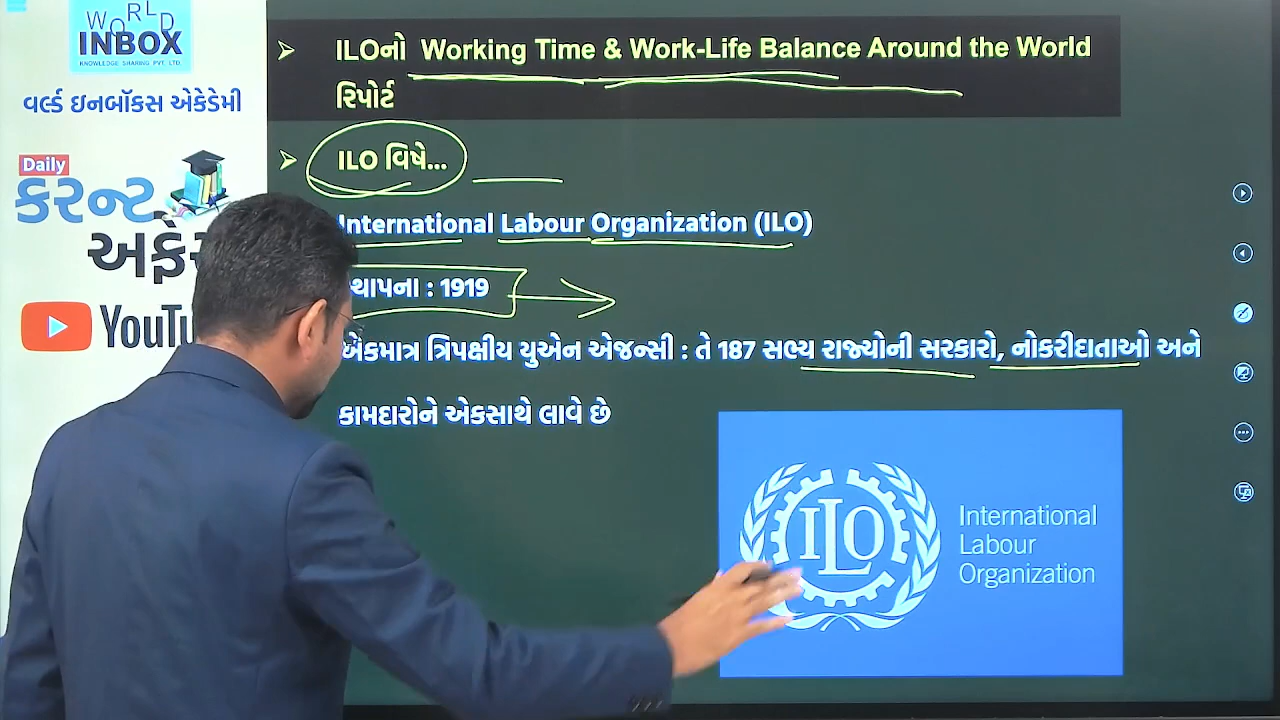 WORLD
INBOX
KNOWLEDGE SHARING PVT. LTD.
વર્લ્ડ ઇનબૉકસ એકેડેમી
Daily
કરન્ટ
YouTu
ILOનો Working Time & Work-Life Balance Around the World
રિપોર્ટ
ILO વિષે...
International Labour Organization (ILO)
સ્થાપના : 1919
એકમાત્ર ત્રિપક્ષીય યુએન એજન્સી : તે 187 સભ્ય રાજ્યોની સરકારો, નોકરીદાતાઓ અને
કામદારોને એકસાથે લાવે છે
ILO
International
Labour
Organization